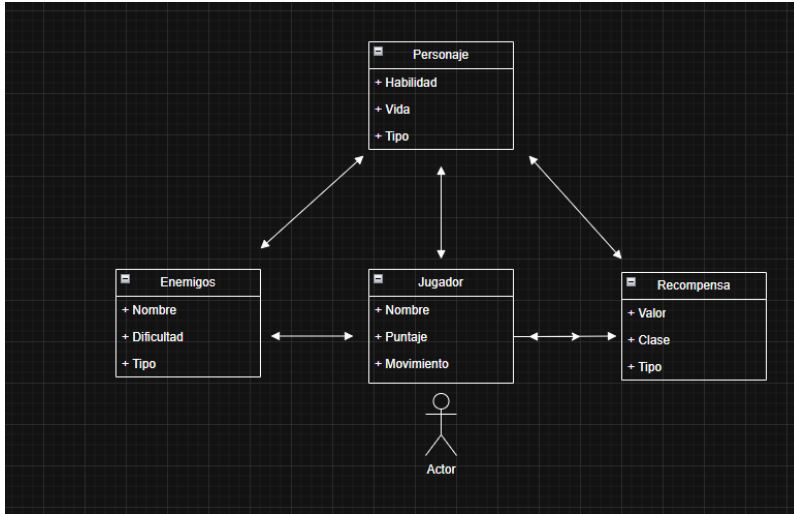 Personaje
+ Habilidad
+ Vida
+ Tipo
Enemigos
+ Nombre
+ Dificultad
+ Tipo
Jugador
+ Nombre
+ Puntaje
+ Movimiento
Recompensa
+ Valor
+ Clase
+ Tipo
Actor